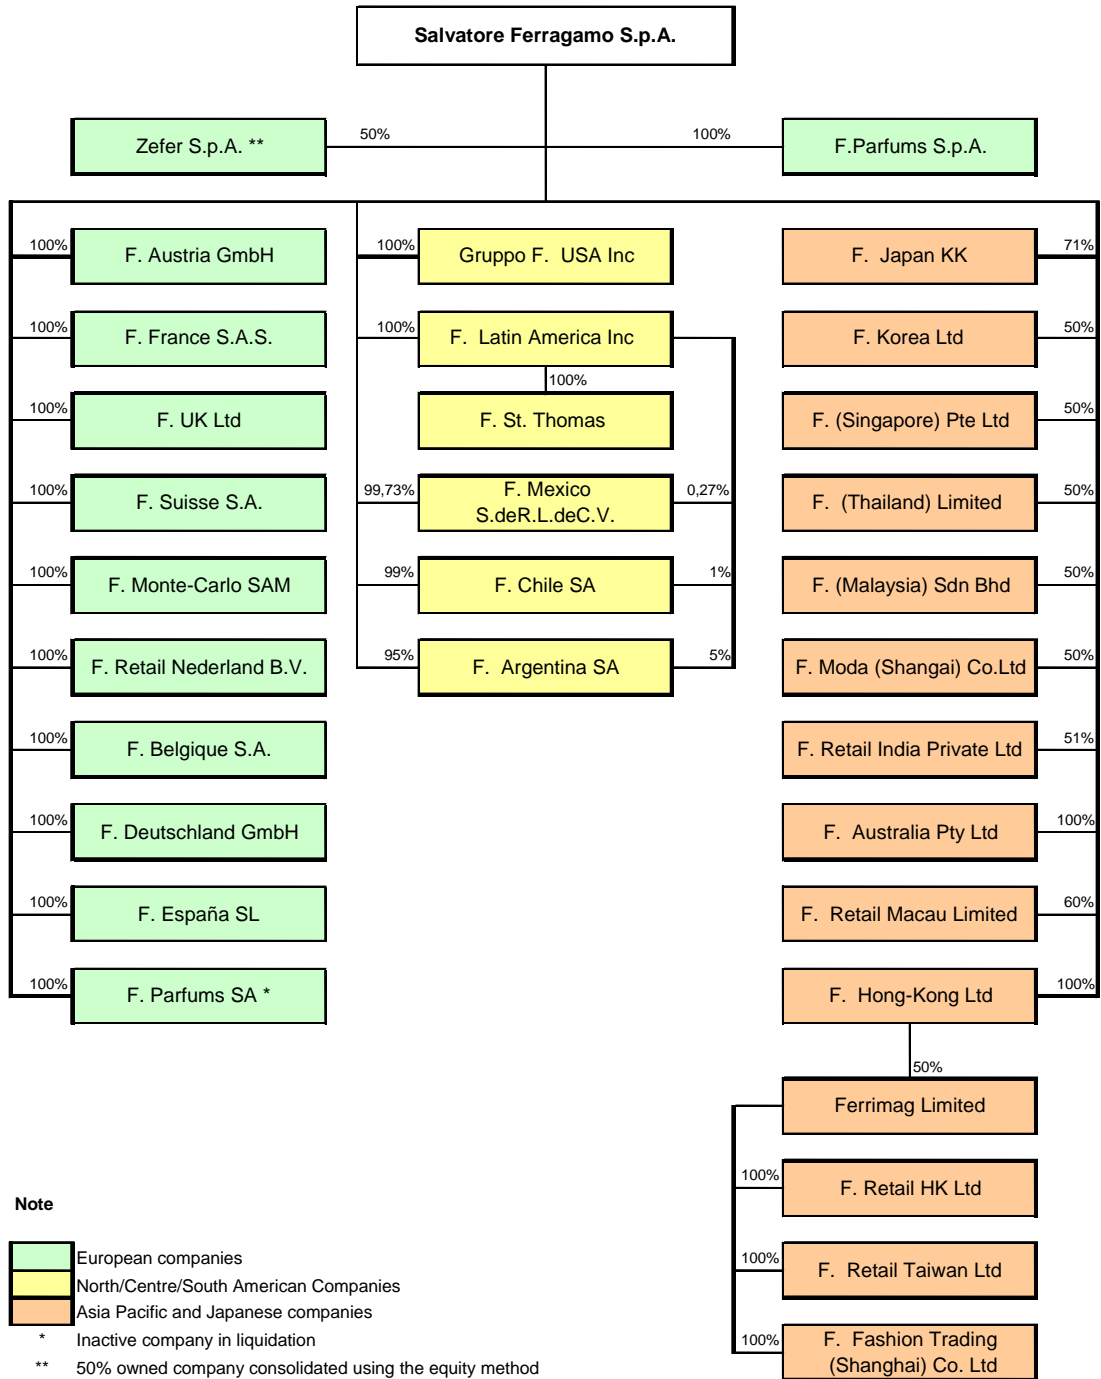 Salvatore Ferragamo S.p.A.
Zefer S.p.A. **
50%
100%
F.Parfums S.p.A.
100%
F. Austria GmbH
100%
Gruppo F. USA Inc
F. Japan KK
71%
100%
F. France S.A.S.
100%
F. Latin America Inc
F. Korea Ltd
50%
100%
100%
F. UK Ltd
F. St. Thomas
F. (Singapore) Pte Ltd
50%
100%
F. Suisse S.A.
99,73%
F. Mexico
S.deR.L.deC.V.
0,27%
F. (Thailand) Limited
50%
100%
F. Monte-Carlo SAM
99%
F. Chile SA
1%
F. (Malaysia) Sdn Bhd
50%
100%
F. Retail Nederland B.V.
95%
F. Argentina SA
5%
F. Moda (Shangai) Co.Ltd
50%
100%
F. Belgique S.A.
F. Retail India Private Ltd
51%
100%
F. Deutschland GmbH
F. Australia Pty Ltd
100%
100%
F. España SL
F. Retail Macau Limited
60%
100%
F. Parfums SA *
F. Hong-Kong Ltd
100%
50%
Ferrimag Limited
100%
F. Retail HK Ltd
100%
F. Retail Taiwan Ltd
100%
F. Fashion Trading
(Shanghai) Co. Ltd
Note
European companies
North/Centre/South American Companies
Asia Pacific and Japanese companies
* Inactive company in liquidation
** 50% owned company consolidated using the equity method